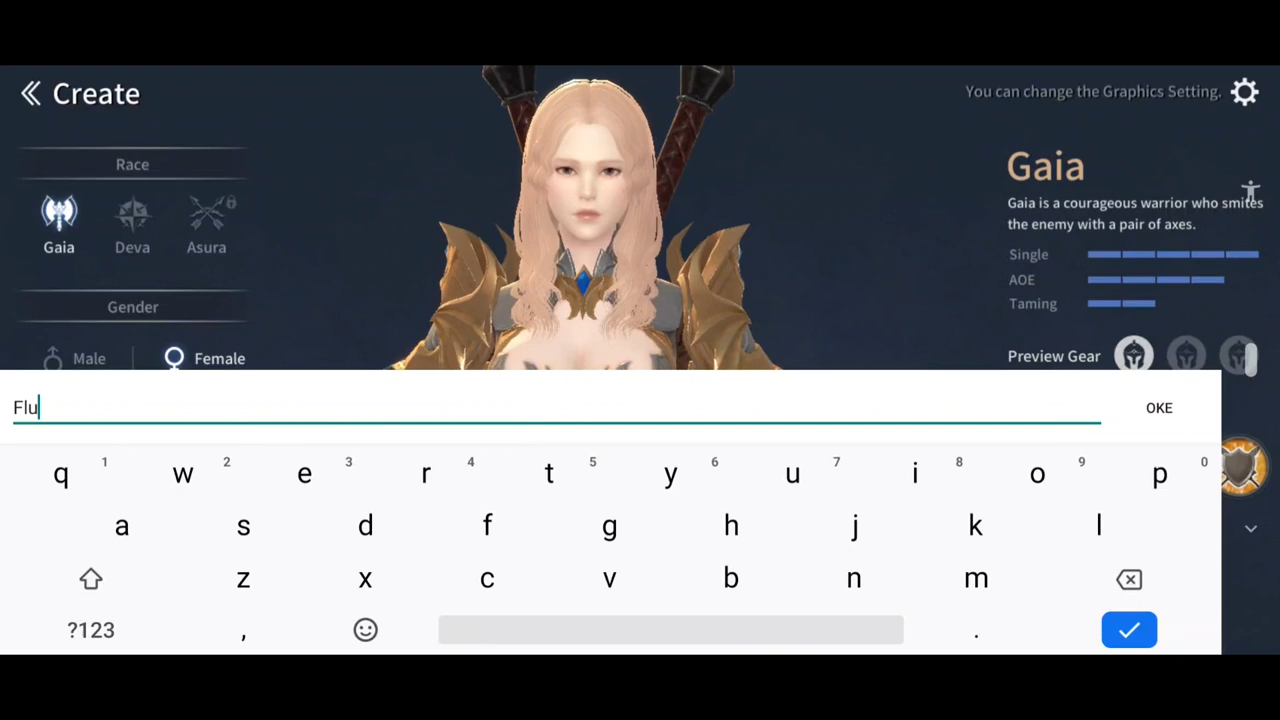 Create
You can change the Graphics Setting.
Race
Gaia
Deva
Asura
Gender
Male
Female
Gaia
Gaia is a courageous warrior who smites
the enemy with a pair of axes.
Single
AOE
Taming
Preview Gear
Flu
OKE
q 1 w 2 e 3 r 4 t 5 y 6 u 7 i 8 o 9 p 0
a s d f g h j k l
z x c v b n m
?123 , .